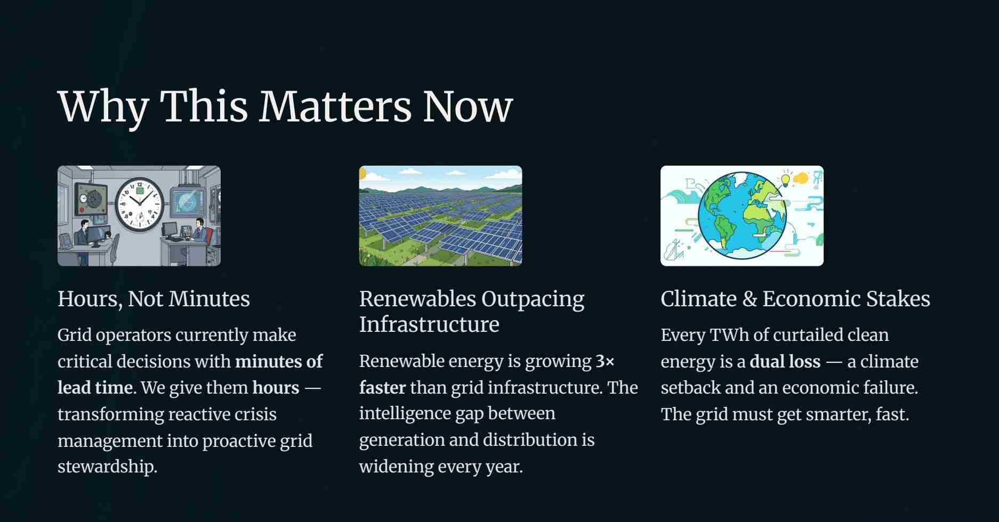 Why This Matters Now
Hours, Not Minutes
Grid operators currently make
critical decisions with minutes of
lead time. We give them hours —
transforming reactive crisis
management into proactive grid
stewardship.
Renewables Outpacing
Infrastructure
Renewable energy is growing 3×
faster than grid infrastructure. The
intelligence gap between
generation and distribution is
widening every year.
Climate & Economic Stakes
Every TWh of curtailed clean
energy is a dual loss — a climate
setback and an economic failure.
The grid must get smarter, fast.